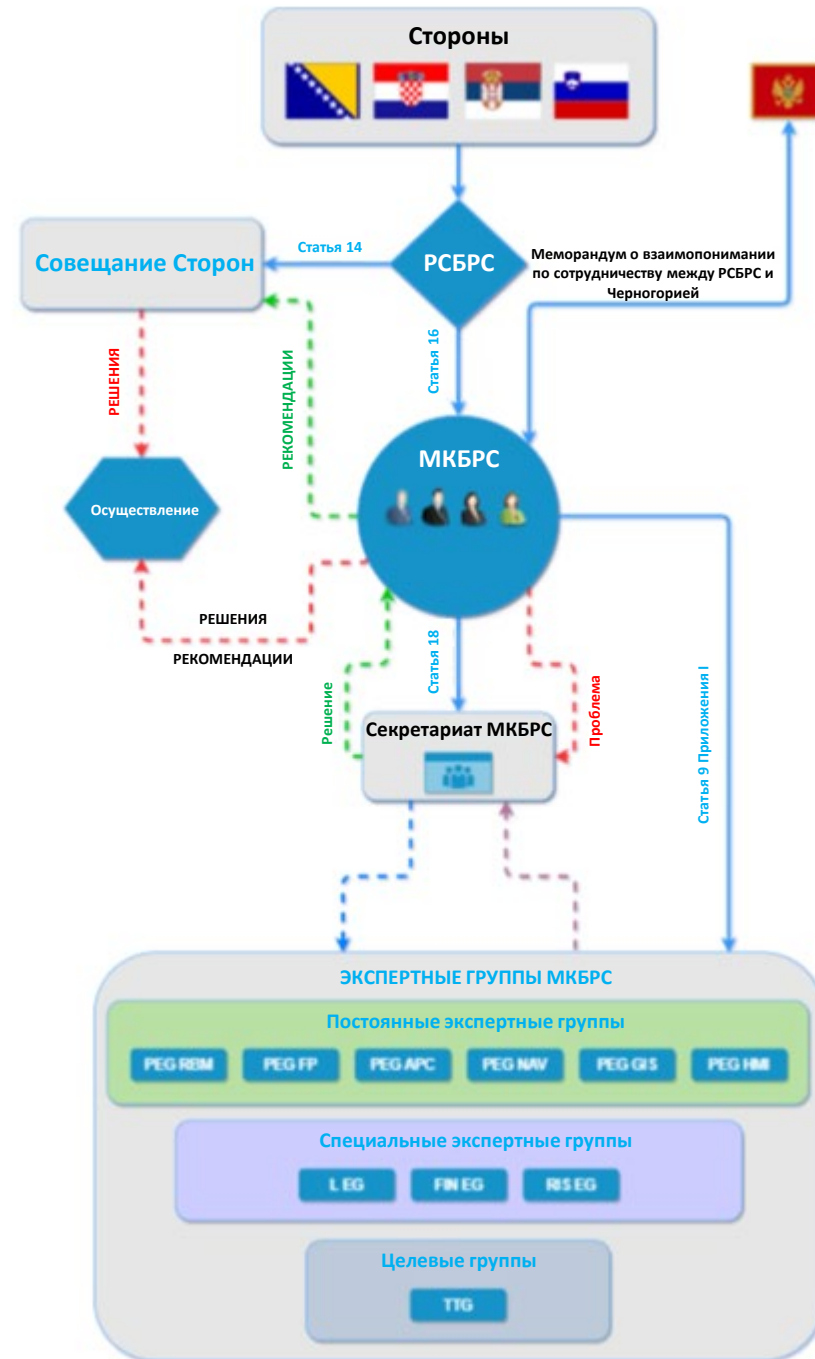 Стороны
Статья 14
Совещание Сторон
РСБРС
Меморандум о взаимопонимании
по сотрудничеству между РСБРС и
Черногорией
РЕШЕНИЯ
РЕКОМЕНДАЦИИ
Статья 16
МКБРС
Осуществление
РЕШЕНИЯ
РЕКОМЕНДАЦИИ
Решение
Статья 18
Проблема
Статья 9 Приложения I
Секретариат МКБРС
ЭКСПЕРТНЫЕ ГРУППЫ МКБРС
Постоянные экспертные группы
PEG RBM
PEG FP
PEG APC
PEG NAV
PEG GIS
PEG HMI
Специальные экспертные группы
L EG
FIN EG
RIS EG
Целевые группы
TTG